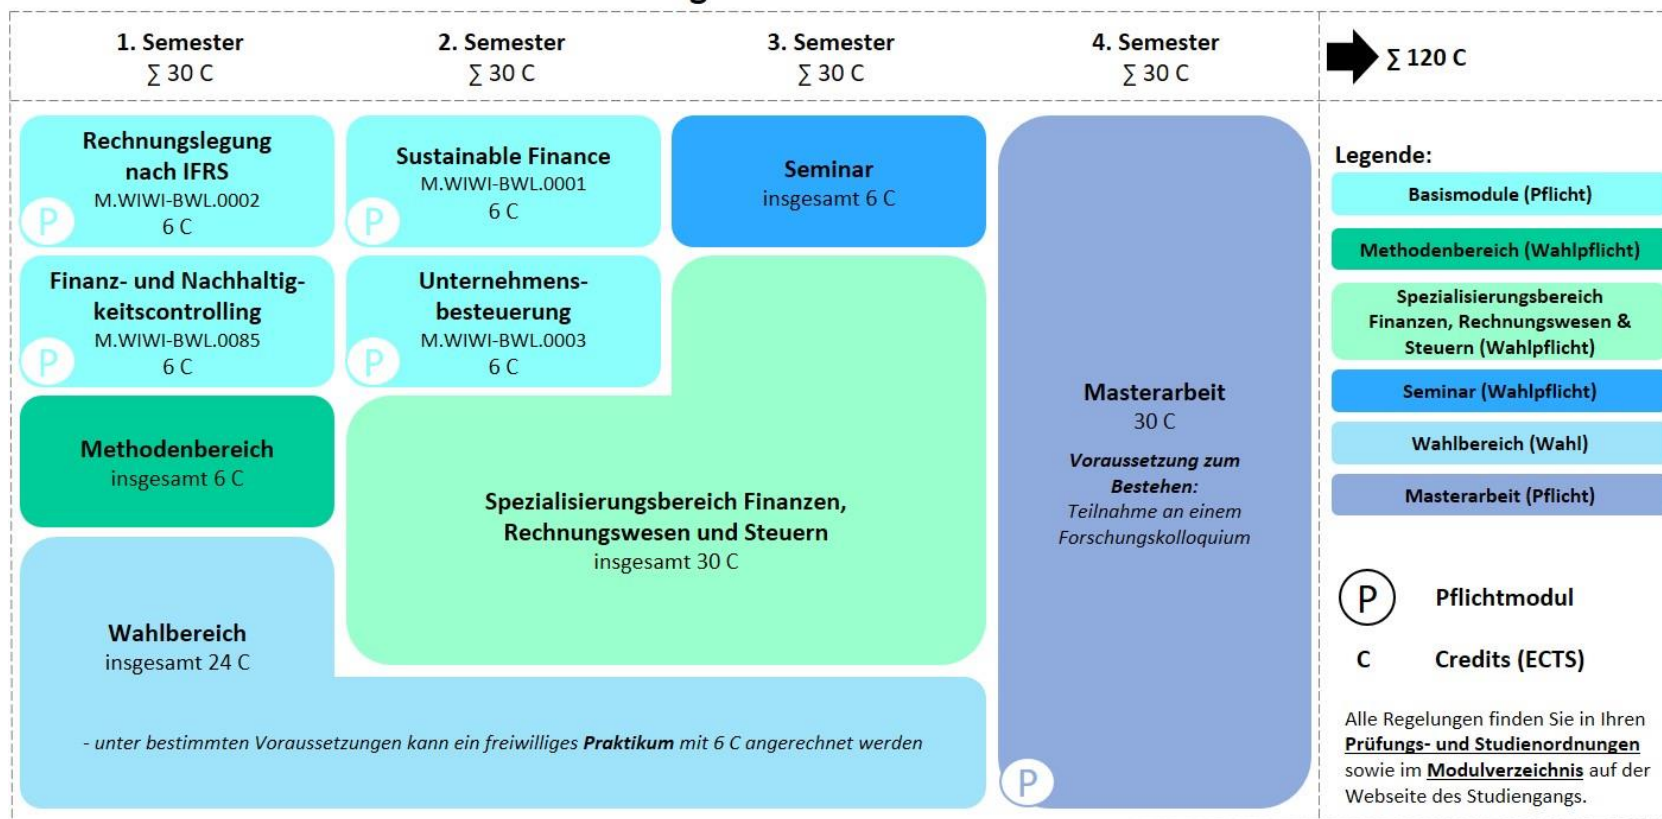 1. Semester
∑ 30 C
2. Semester
∑ 30 C
3. Semester
∑ 30 C
4. Semester
∑ 30 C
∑ 120 C
Rechnungslegung
nach IFRS
M.WIWI-BWL.0002
6 C
P
Sustainable Finance
M.WIWI-BWL.0001
6 C
P
Seminar
insgesamt 6 C
Finanz- und Nachhaltig-
keitscontrolling
M.WIWI-BWL.0085
6 C
P
Unternehmens-
besteuerung
M.WIWI-BWL.0003
6 C
P
Methodenbereich
insgesamt 6 C
Spezialisierungsbereich Finanzen,
Rechnungswesen und Steuern
insgesamt 30 C
Wahlbereich
insgesamt 24 C
- unter bestimmten Voraussetzungen kann ein freiwilliges Praktikum mit 6 C angerechnet werden
Masterarbeit
30 C
Voraussetzung zum
Bestehen:
Teilnahme an einem
Forschungskolloquium
P
Legende:
Basismodule (Pflicht)
Methodenbereich (Wahlpflicht)
Spezialisierungsbereich
Finanzen, Rechnungswesen &
Steuern (Wahlpflicht)
Seminar (Wahlpflicht)
Wahlbereich (Wahl)
Masterarbeit (Pflicht)
P Pflichtmodul
C Credits (ECTS)
Alle Regelungen finden Sie in Ihren
Prüfungs- und Studienordnungen
sowie im Modulverzeichnis auf der
Webseite des Studiengangs.